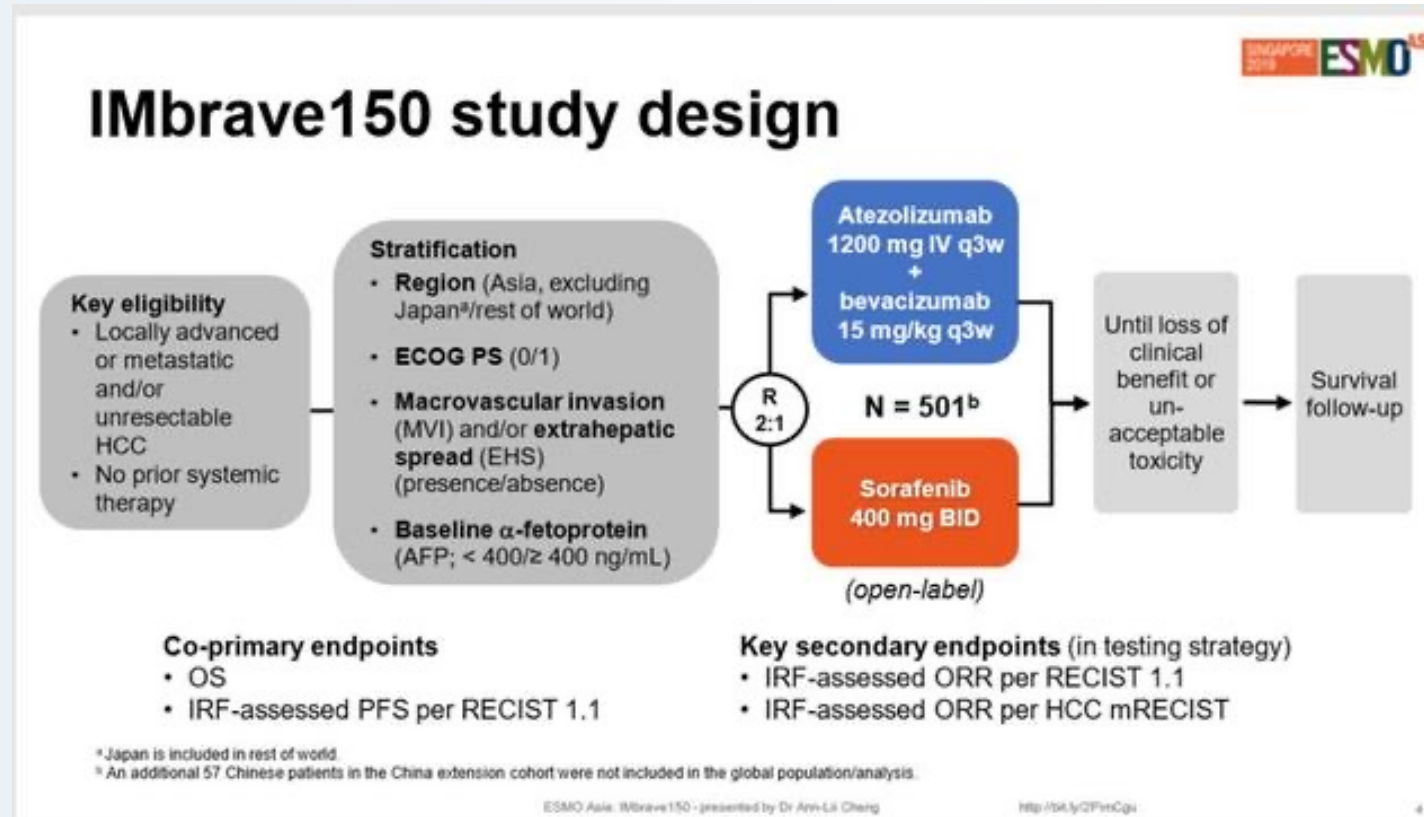 SINGAPORE
2019
ESMO
IMbrave150 study design
Key eligibility
• Locally advanced
or metastatic
and/or
unresectable
HCC
• No prior systemic
therapy
Stratification
• Region (Asia, excluding
Japanᵃ/rest of world)
• ECOG PS (0/1)
• Macrovascular invasion
(MVI) and/or extrahepatic
spread (EHS)
(presence/absence)
• Baseline α-fetoprotein
(AFP; < 400/≥ 400 ng/mL)
R
2:1
Atezolizumab
1200 mg IV q3w
+
bevacizumab
15 mg/kg q3w
N = 501ᵇ
Sorafenib
400 mg BID
(open-label)
Until loss of
clinical
benefit or
un-
acceptable
toxicity
Survival
follow-up
Co-primary endpoints
• OS
• IRF-assessed PFS per RECIST 1.1
Key secondary endpoints (in testing strategy)
• IRF-assessed ORR per RECIST 1.1
• IRF-assessed ORR per HCC mRECIST
ᵃ Japan is included in rest of world.
ᵇ An additional 57 Chinese patients in the China extension cohort were not included in the global population/analysis.
ESMO Asia: IMbrave150 - presented by Dr Ann-Lii Cheng
4